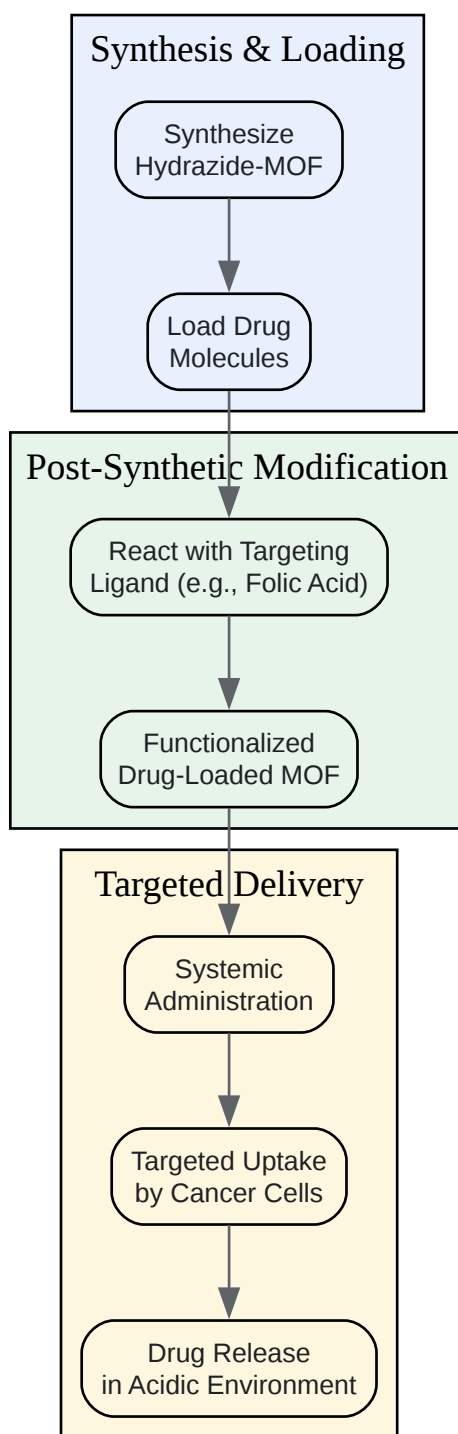 Synthesis & Loading
Synthesize
Hydrazide-MOF
Load Drug
Molecules
Post-Synthetic Modification
React with Targeting
Ligand (e.g., Folic Acid)
Functionalized
Drug-Loaded MOF
Targeted Delivery
Systemic
Administration
Targeted Uptake
by Cancer Cells
Drug Release
in Acidic Environment